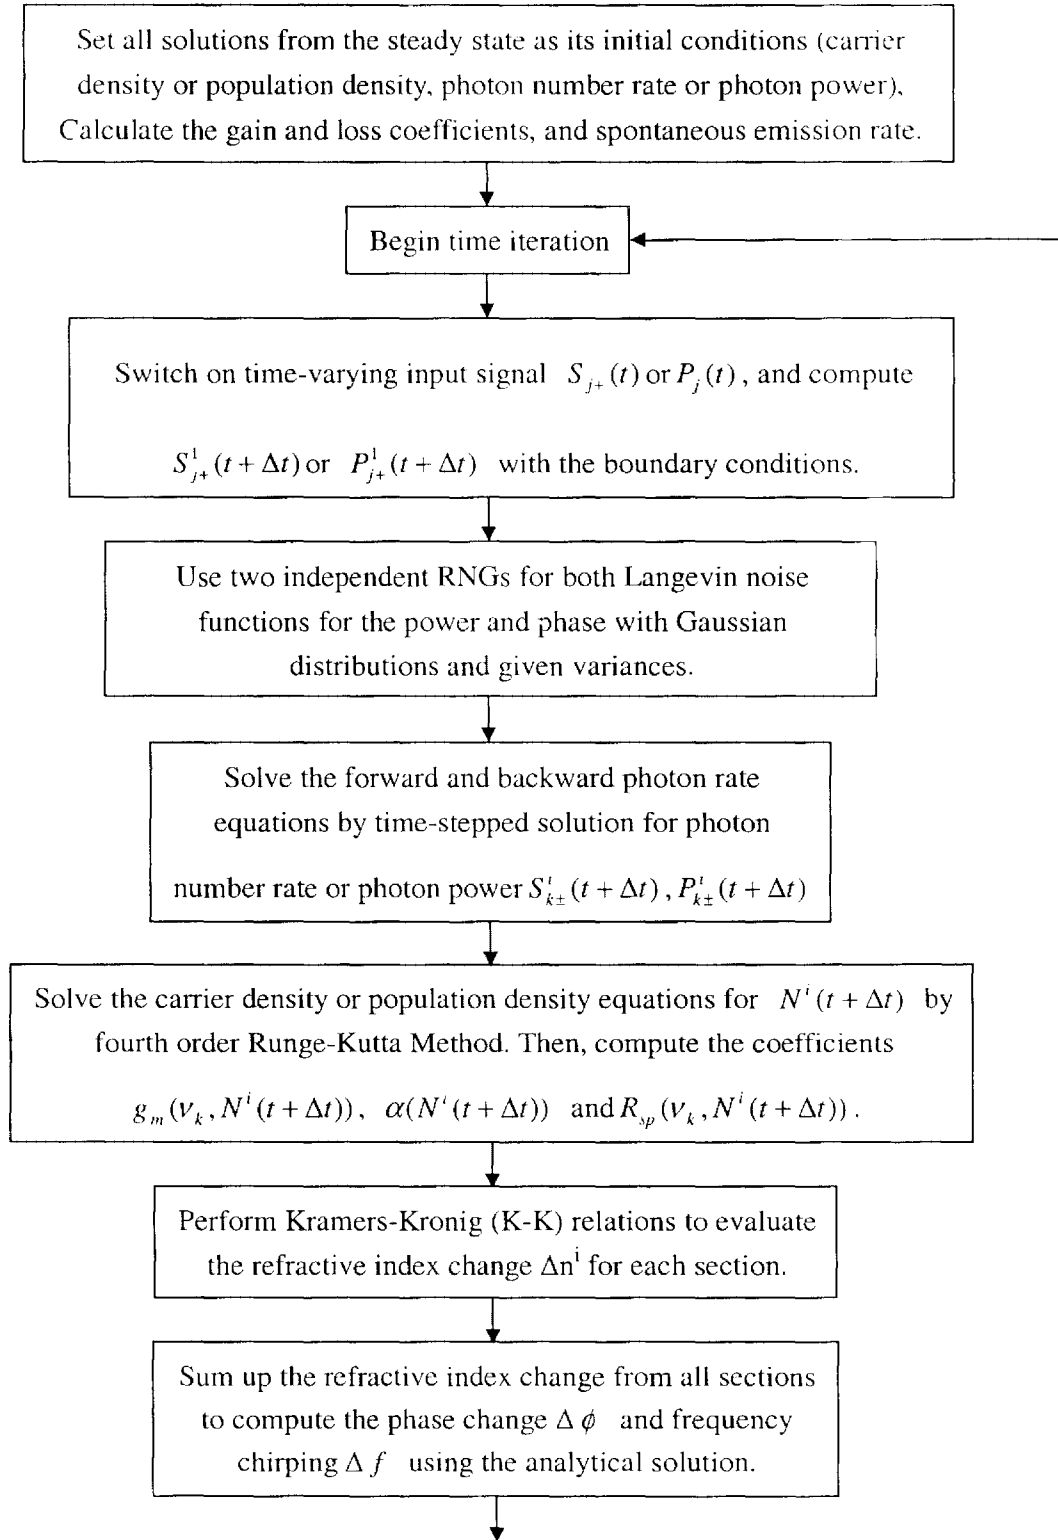 Set all solutions from the steady state as its initial conditions (carrier
density or population density, photon number rate or photon power),
Calculate the gain and loss coefficients, and spontaneous emission rate.
Begin time iteration
Switch on time-varying input signal S_{j+}(t) or P_j(t), and compute
S^1_{j+}(t + Δt) or P^1_{j+}(t + Δt) with the boundary conditions.
Use two independent RNGs for both Langevin noise
functions for the power and phase with Gaussian
distributions and given variances.
Solve the forward and backward photon rate
equations by time-stepped solution for photon
number rate or photon power S^i_{k±}(t + Δt), P^i_{k±}(t + Δt)
Solve the carrier density or population density equations for N^i(t + Δt) by
fourth order Runge-Kutta Method. Then, compute the coefficients
g_m(ν_k, N^i(t + Δt)), α(N^i(t + Δt)) and R_{sp}(ν_k, N^i(t + Δt)).
Perform Kramers-Kronig (K-K) relations to evaluate
the refractive index change Δn^i for each section.
Sum up the refractive index change from all sections
to compute the phase change Δϕ and frequency
chirping Δf using the analytical solution.